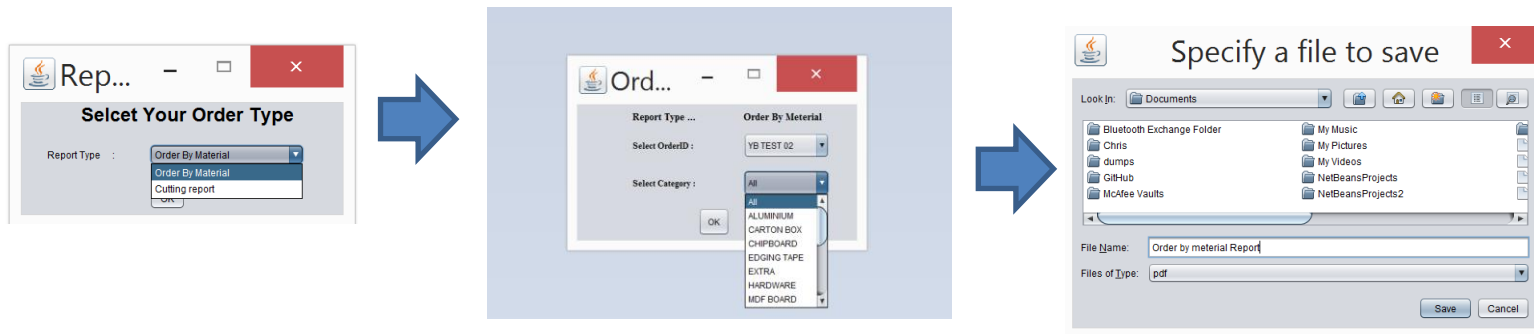 Rep...
Selcet Your Order Type
Report Type :
Order By Material
Order By Material
Cutting report
OK
Ord...
Report Type ...
Order By Meterial
Select OrderID :
YB TEST 02
Select Category :
All
All
ALUMINIUM
CARTON BOX
CHIPBOARD
EDGING TAPE
EXTRA
HARDWARE
MDF BOARD
OK
Specify a file to save
Look In:
Documents
Bluetooth Exchange Folder
Chris
dumps
GitHub
McAfee Vaults
My Music
My Pictures
My Videos
NetBeansProjects
NetBeansProjects2
File Name:
Order by meterial Report
Files of Type:
pdf
Save
Cancel